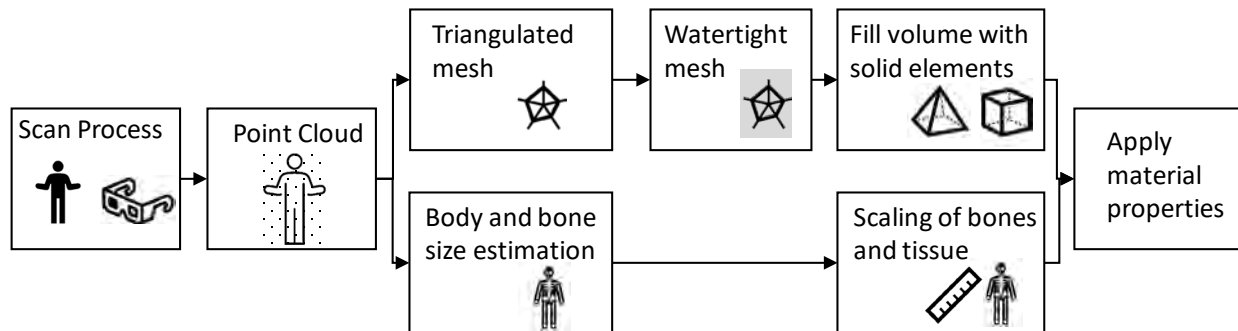 Scan Process
Point Cloud
Triangulated
mesh
Watertight
mesh
Fill volume with
solid elements
Body and bone
size estimation
Scaling of bones
and tissue
Apply
material
properties